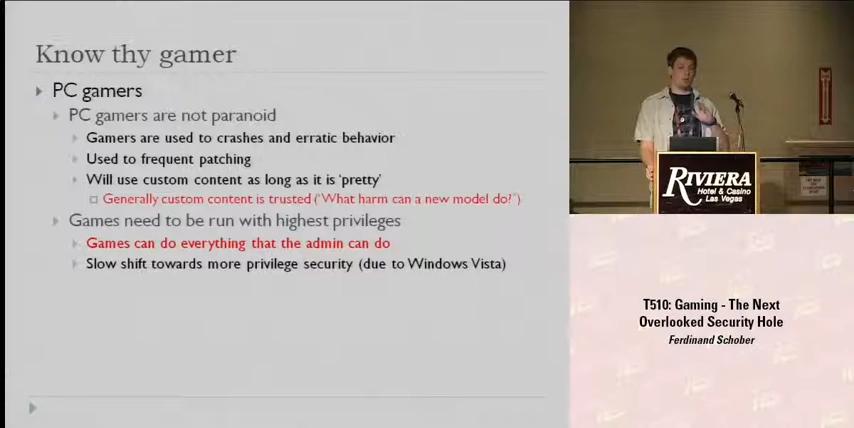 Know thy gamer
PC gamers
PC gamers are not paranoid
Gamers are used to crashes and erratic behavior
Used to frequent patching
Will use custom content as long as it is 'pretty'
Generally custom content is trusted ('What harm can a new model do?')
Games need to be run with highest privileges
Games can do everything that the admin can do
Slow shift towards more privilege security (due to Windows Vista)
RIVIERA
Hotel & Casino
Las Vegas
T510: Gaming - The Next
Overlooked Security Hole
Ferdinand Schober